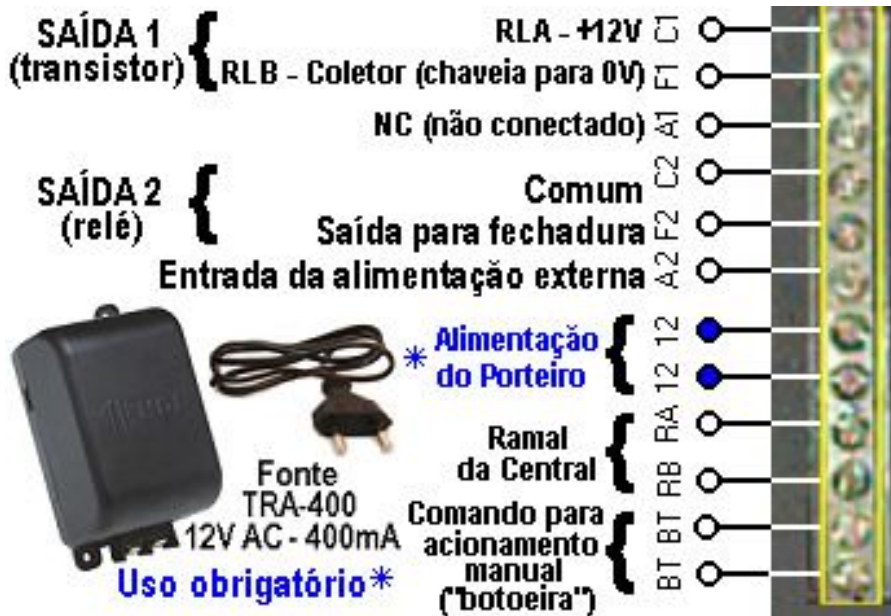 SAÍDA 1
(transistor)
RLA - +12V C1
RLB - Coletor (chaveia para 0V) F1
NC (não conectado) A1
SAÍDA 2
(relé)
Comum C2
Saída para fechadura F2
Entrada da alimentação externa A2
* Alimentação
do Porteiro
12
12
Ramal
da Central
RA
RB
Fonte
TRA-400
12V AC - 400mA
Uso obrigatório*
Comando para
acionamento
manual
("botoeira")
BT
BT